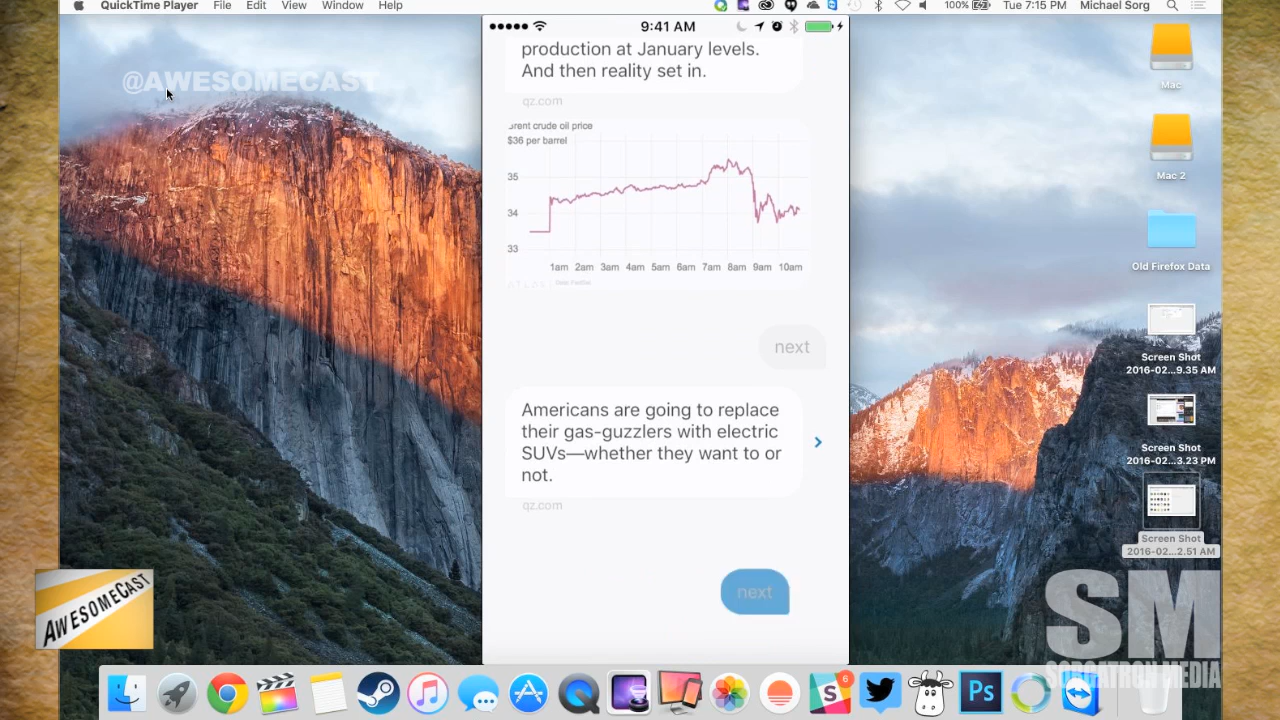 QuickTime Player File Edit View Window Help 100% Tue 7:15 PM Michael Sorg
9:41 AM
@AWESOMECAST
production at January levels.
And then reality set in.
qz.com
rent crude oil price
$36 per barrel
35
34
33
1am 2am 3am 4am 5am 6am 7am 8am 9am 10am
ATLAS
next
Americans are going to replace
their gas-guzzlers with electric
SUVs—whether they want to or
not.
qz.com
next
Mac
Mac 2
Old Firefox Data
Screen Shot
2016-02...9.35 AM
Screen Shot
2016-02...3.23 PM
Screen Shot
2016-02...2.51 AM
AWESOMECAST
SM
SORGATRON MEDIA
S 6
Ps